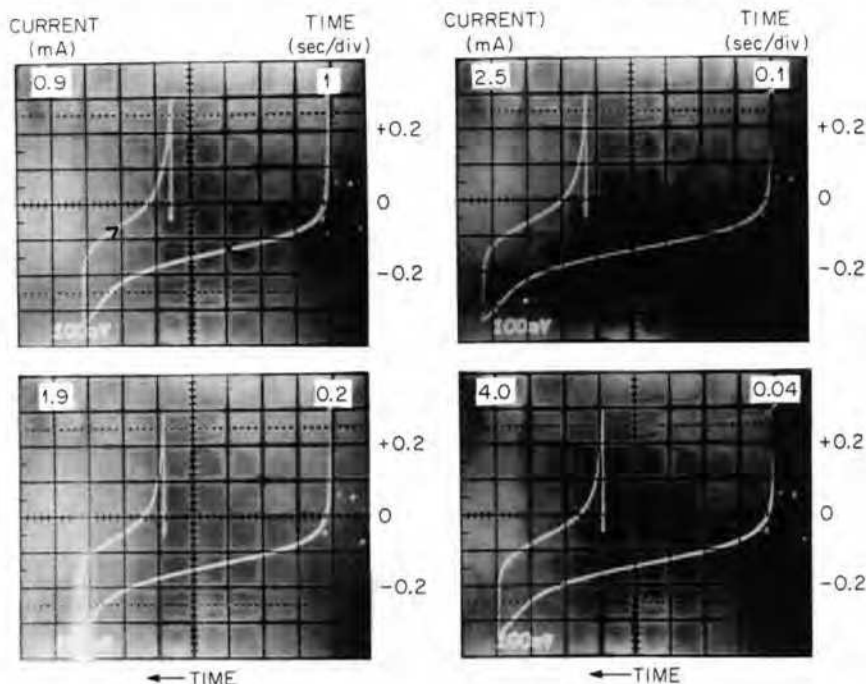 CURRENT
(mA)
TIME
(sec/div)
0.9
1
+0.2
0
-0.2
100mV
CURRENT)
(mA)
TIME
(sec/div)
2.5
0.1
+0.2
0
-0.2
100mV
1.9
0.2
+0.2
0
-0.2
← TIME
4.0
0.04
+0.2
0
-0.2
100mV
← TIME